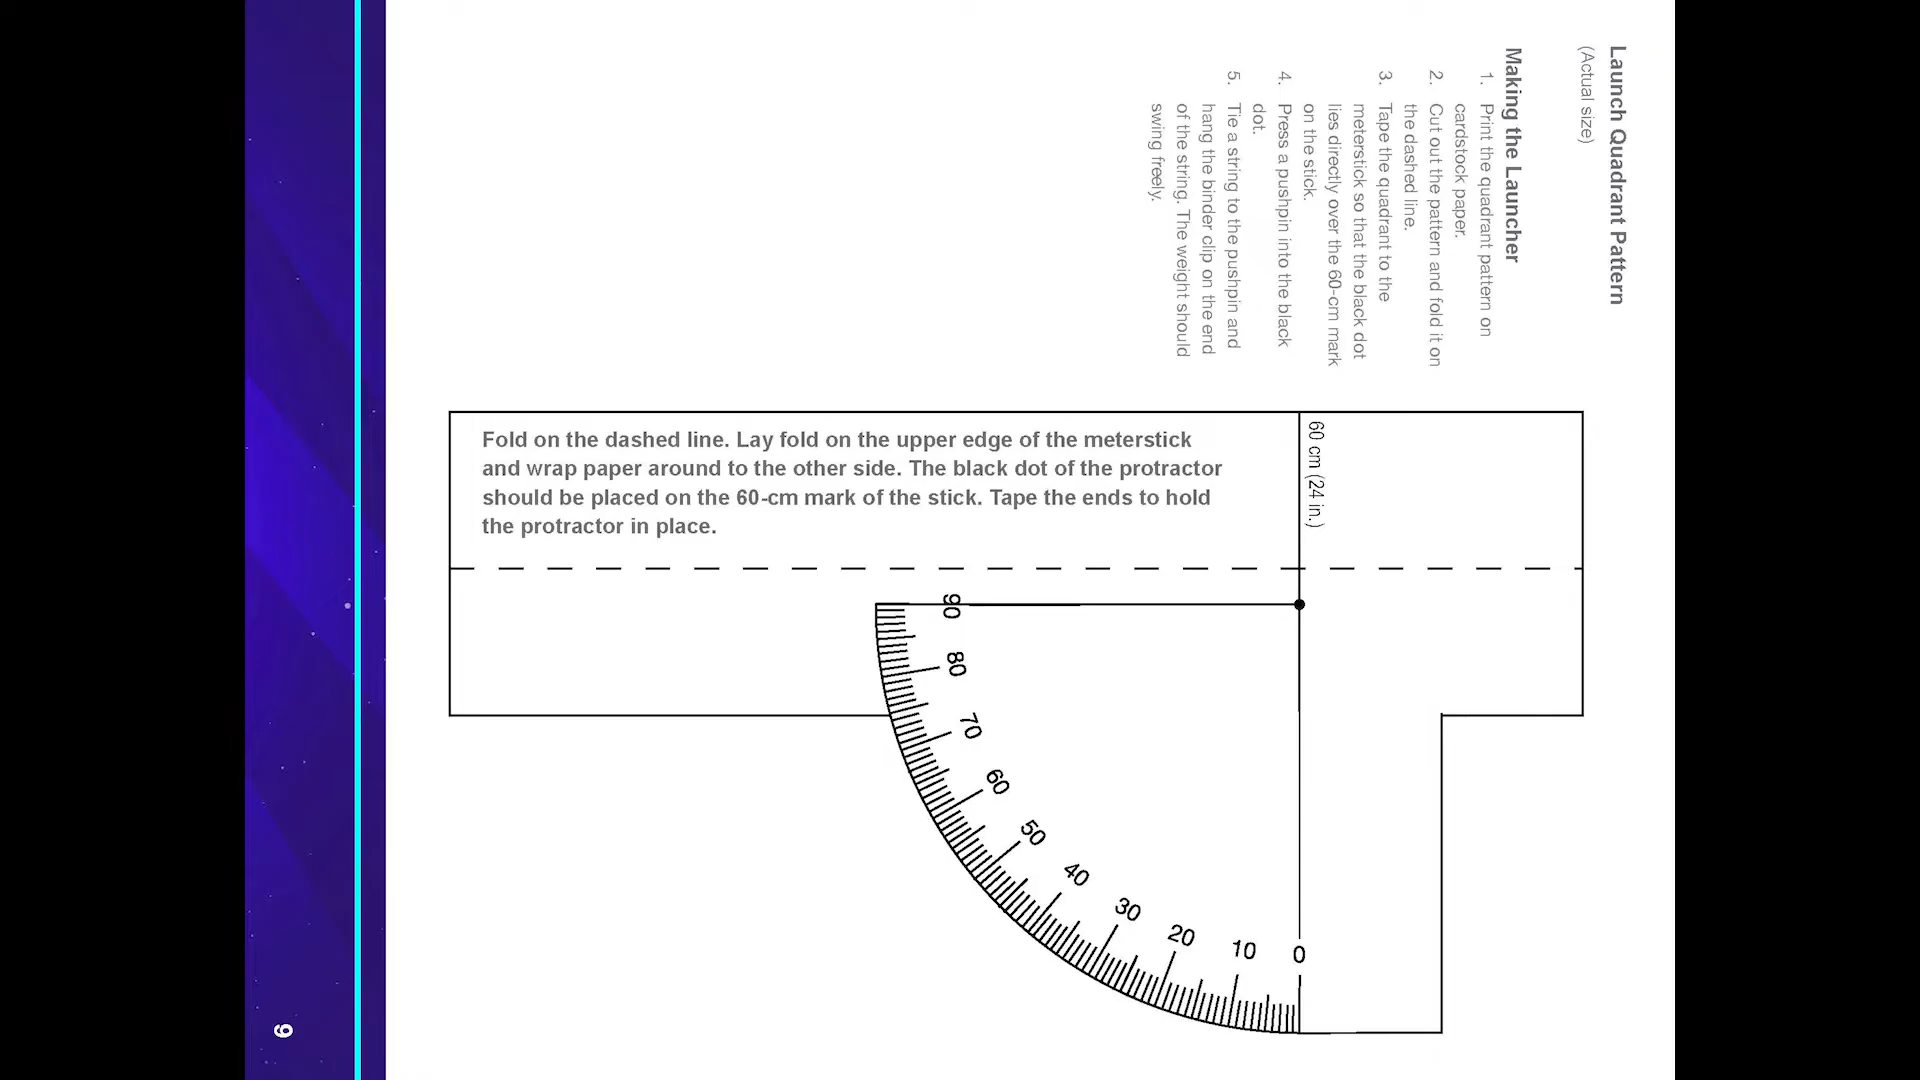 Launch Quadrant Pattern
(Actual size)
Making the Launcher
1. Print the quadrant pattern on
cardstock paper.
2. Cut out the pattern and fold it on
the dashed line.
3. Tape the quadrant to the
meterstick so that the black dot
lies directly over the 60-cm mark
on the stick.
4. Press a pushpin into the black
dot.
5. Tie a string to the pushpin and
hang the binder clip on the end
of the string. The weight should
swing freely.
Fold on the dashed line. Lay fold on the upper edge of the meterstick
and wrap paper around to the other side. The black dot of the protractor
should be placed on the 60-cm mark of the stick. Tape the ends to hold
the protractor in place.
60 cm (24 in.)
90
80
70
60
50
40
30
20
10
0
9